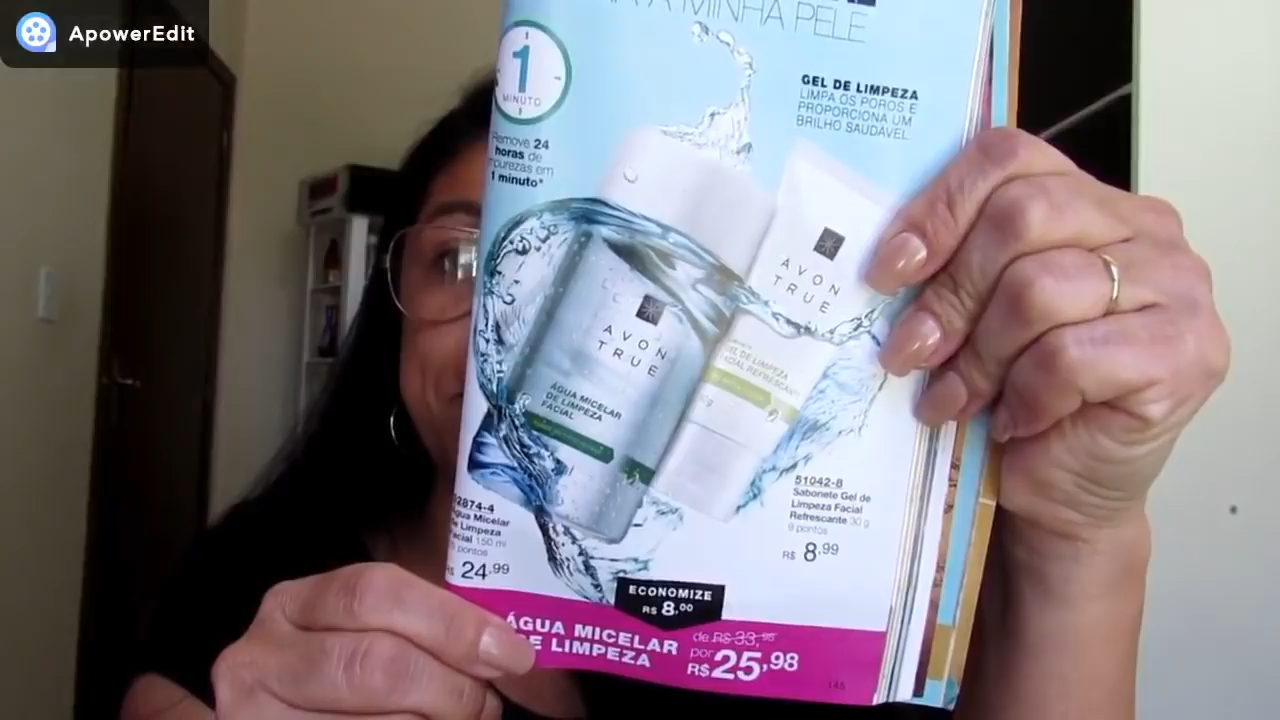 ApowerEdit
A MINHA PELE
1
MINUTO
Remove 24
horas de
impurezas em
1 minuto*
GEL DE LIMPEZA
LIMPA OS POROS E
PROPORCIONA UM
BRILHO SAUDÁVEL.
AVON
TRUE
ÁGUA MICELAR
DE LIMPEZA
FACIAL
AVON
TRUE
GEL DE LIMPEZA
FACIAL REFRESCANTE
2874-4
Água Micelar
de Limpeza
Facial 150 ml
pontos
R$ 24,99
51042-8
Sabonete Gel de
Limpeza Facial
Refrescante 30 g
9 pontos
R$ 8,99
ECONOMIZE
R$ 8,00
ÁGUA MICELAR
DE LIMPEZA
de R$ 33,98
por
R$ 25,98
145